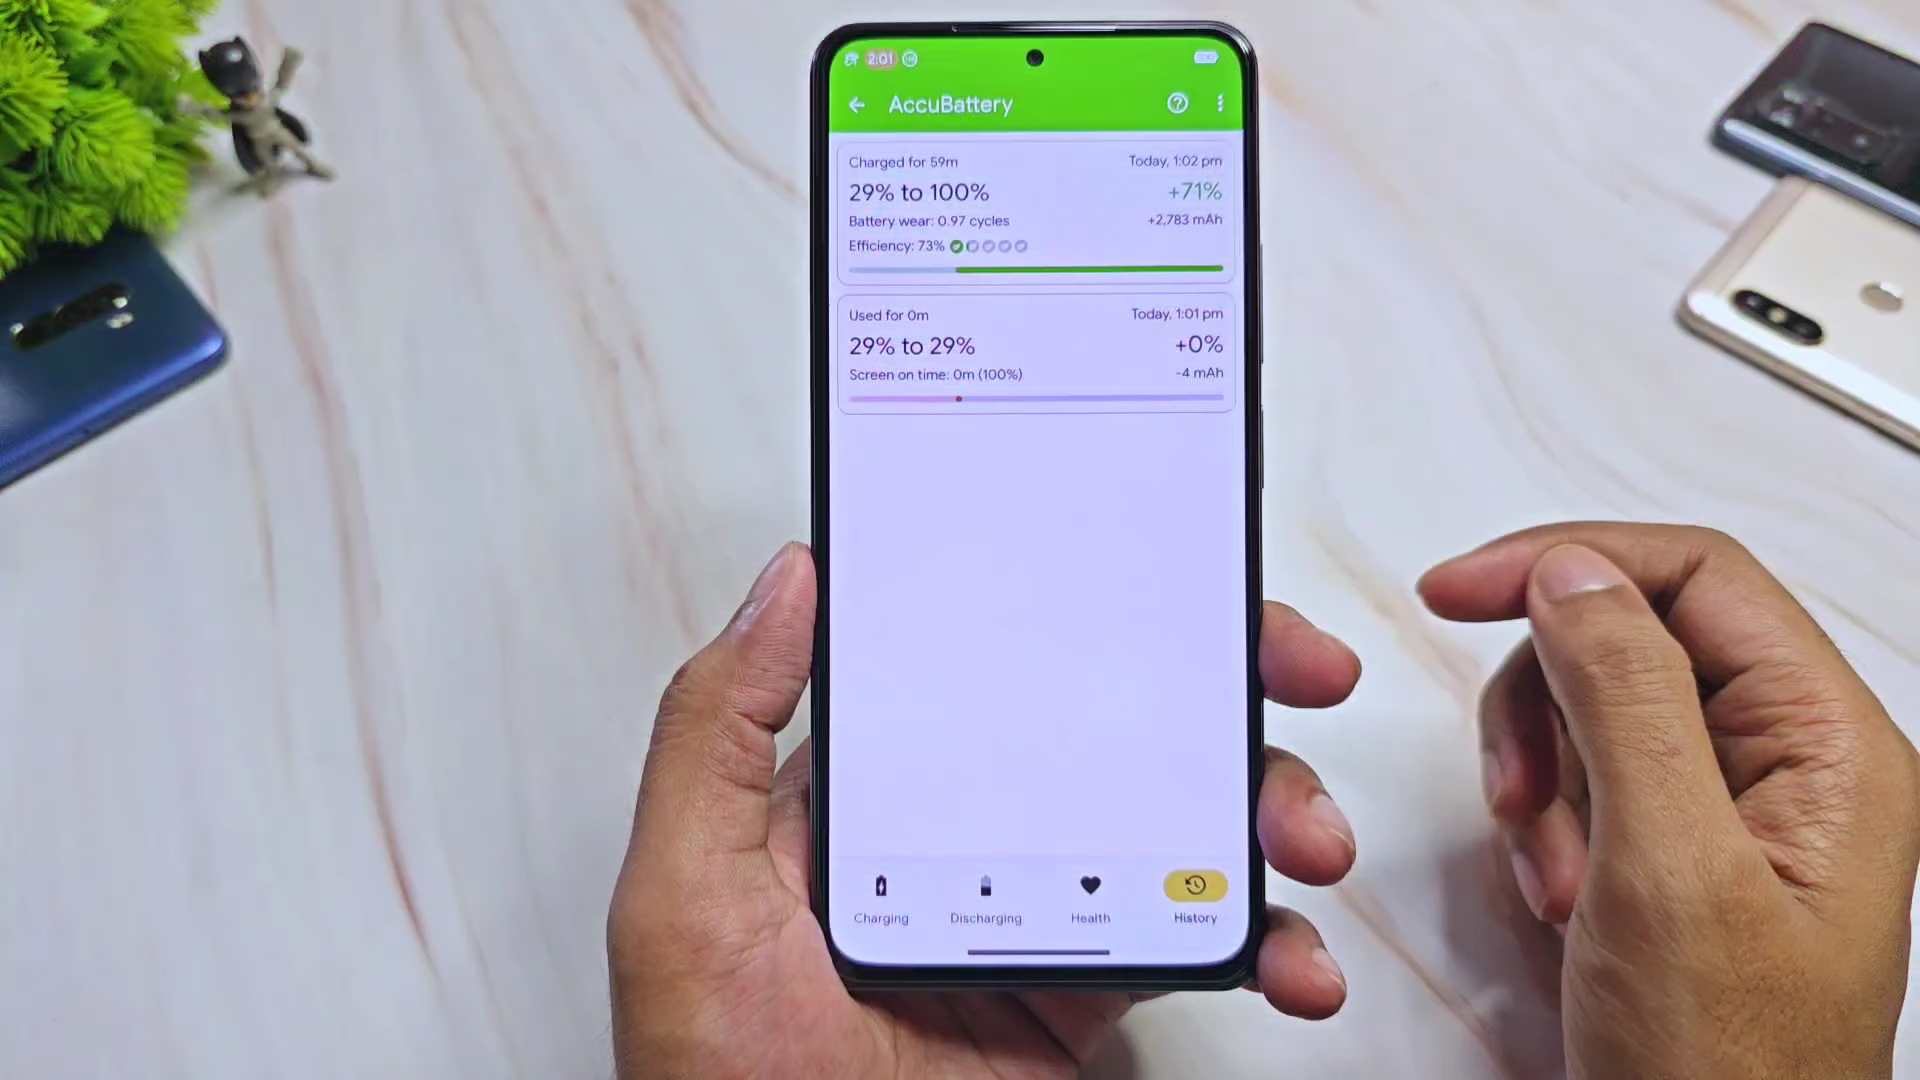 2:01
AccuBattery
Charged for 59m Today, 1:02 pm
29% to 100% +71%
Battery wear: 0.97 cycles +2,783 mAh
Efficiency: 73%
Used for 0m Today, 1:01 pm
29% to 29% +0%
Screen on time: 0m (100%) -4 mAh
Charging Discharging Health History